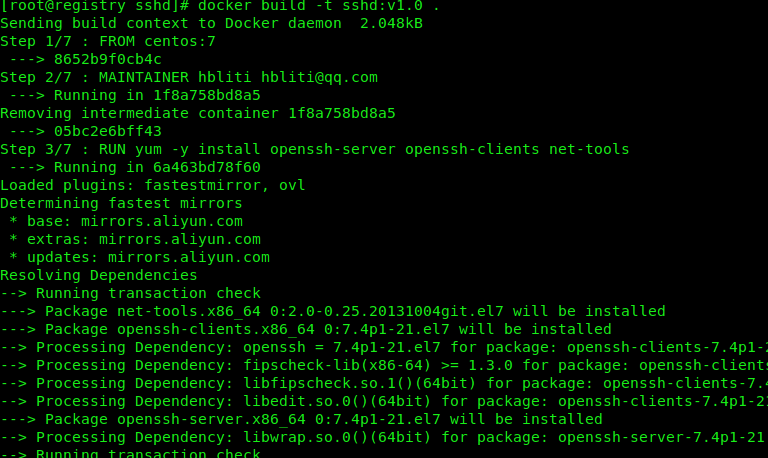 [root@registry sshd]# docker build -t sshd:v1.0 .
Sending build context to Docker daemon  2.048kB
Step 1/7 : FROM centos:7
 ---> 8652b9f0cb4c
Step 2/7 : MAINTAINER hbliti hbliti@qq.com
 ---> Running in 1f8a758bd8a5
Removing intermediate container 1f8a758bd8a5
 ---> 05bc2e6bff43
Step 3/7 : RUN yum -y install openssh-server openssh-clients net-tools
 ---> Running in 6a463bd78f60
Loaded plugins: fastestmirror, ovl
Determining fastest mirrors
 * base: mirrors.aliyun.com
 * extras: mirrors.aliyun.com
 * updates: mirrors.aliyun.com
Resolving Dependencies
--> Running transaction check
---> Package net-tools.x86_64 0:2.0-0.25.20131004git.el7 will be installed
---> Package openssh-clients.x86_64 0:7.4p1-21.el7 will be installed
--> Processing Dependency: openssh = 7.4p1-21.el7 for package: openssh-clients-7.4p1-2
--> Processing Dependency: fipscheck-lib(x86-64) >= 1.3.0 for package: openssh-clients
--> Processing Dependency: libfipscheck.so.1()(64bit) for package: openssh-clients-7.4
--> Processing Dependency: libedit.so.0()(64bit) for package: openssh-clients-7.4p1-21
---> Package openssh-server.x86_64 0:7.4p1-21.el7 will be installed
--> Processing Dependency: libwrap.so.0()(64bit) for package: openssh-server-7.4p1-21
--> Running transaction check